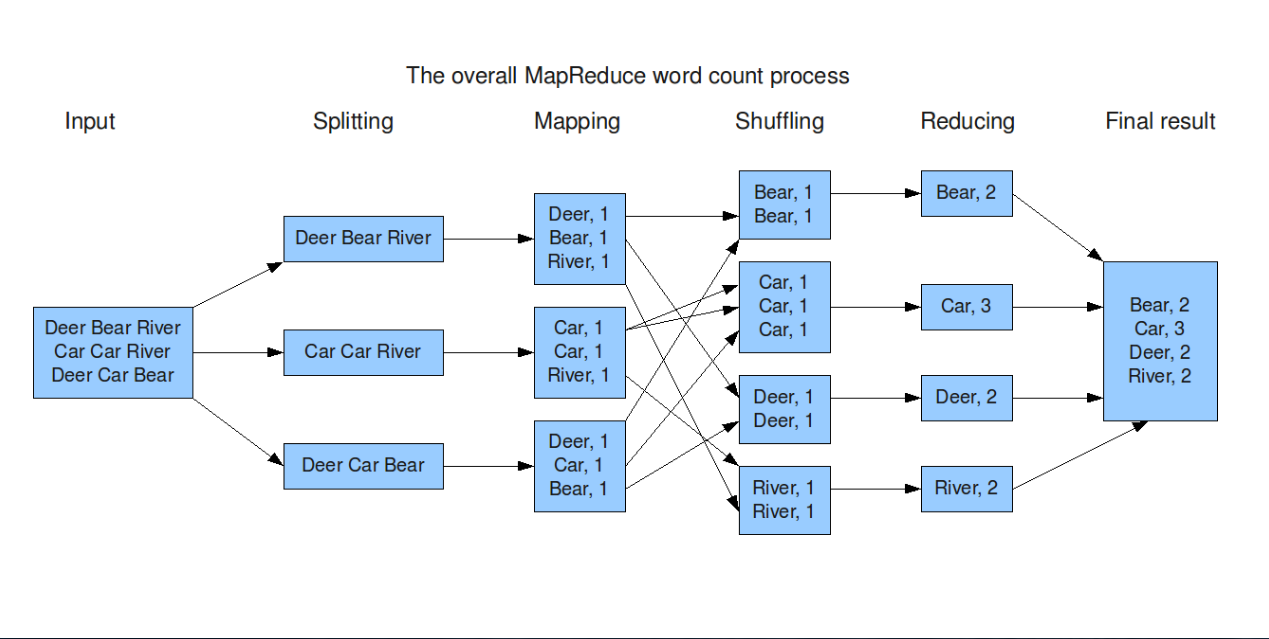 The overall MapReduce word count process
Input
Splitting
Mapping
Shuffling
Reducing
Final result
Deer Bear River
Car Car River
Deer Car Bear
Deer Bear River
Car Car River
Deer Car Bear
Deer, 1
Bear, 1
River, 1
Car, 1
Car, 1
River, 1
Deer, 1
Car, 1
Bear, 1
Bear, 1
Bear, 1
Car, 1
Car, 1
Car, 1
Deer, 1
Deer, 1
River, 1
River, 1
Bear, 2
Car, 3
Deer, 2
River, 2
Bear, 2
Car, 3
Deer, 2
River, 2